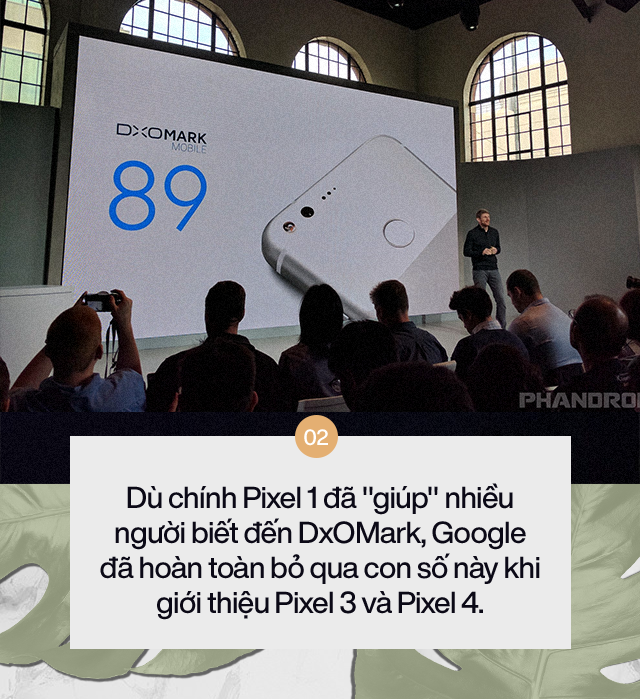 DXOMARK
MOBILE
89
PHANDRO
02
Dù chính Pixel 1 đã "giúp" nhiều
người biết đến DxOMark, Google
đã hoàn toàn bỏ qua con số này khi
giới thiệu Pixel 3 và Pixel 4.